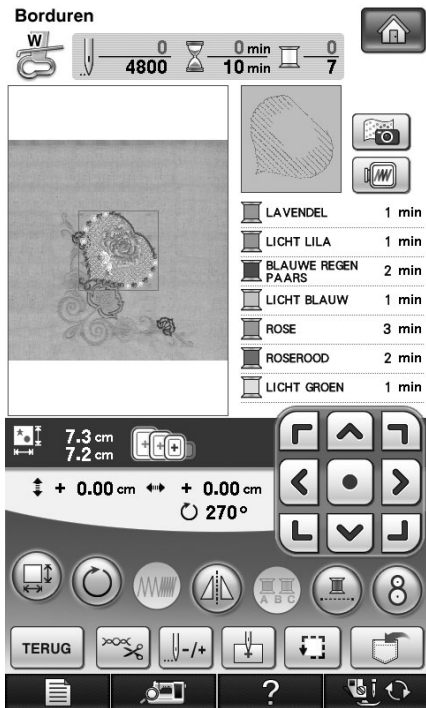 Borduren
W
0
4800
0 min
10 min
0
7
LAVENDEL 1 min
LICHT LILA 1 min
BLAUWE REGEN
PAARS 2 min
LICHT BLAUW 1 min
ROSE 3 min
ROSEROOD 2 min
LICHT GROEN 1 min
7.3 cm
7.2 cm
+ 0.00 cm + 0.00 cm
270°
A B C
8
TERUG
-/+
?